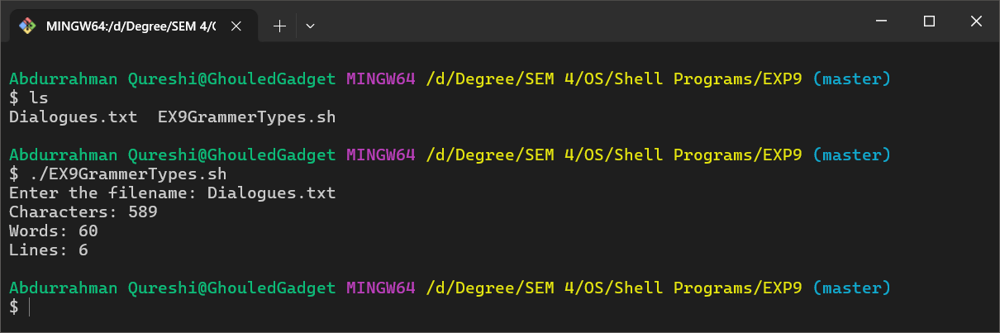 MINGW64:/d/Degree/SEM 4/
Abdurrahman Qureshi@GhouledGadget MINGW64 /d/Degree/SEM 4/OS/Shell Programs/EXP9 (master)
$ ls
Dialogues.txt  EX9GrammerTypes.sh
Abdurrahman Qureshi@GhouledGadget MINGW64 /d/Degree/SEM 4/OS/Shell Programs/EXP9 (master)
$ ./EX9GrammerTypes.sh
Enter the filename: Dialogues.txt
Characters: 589
Words: 60
Lines: 6
Abdurrahman Qureshi@GhouledGadget MINGW64 /d/Degree/SEM 4/OS/Shell Programs/EXP9 (master)
$